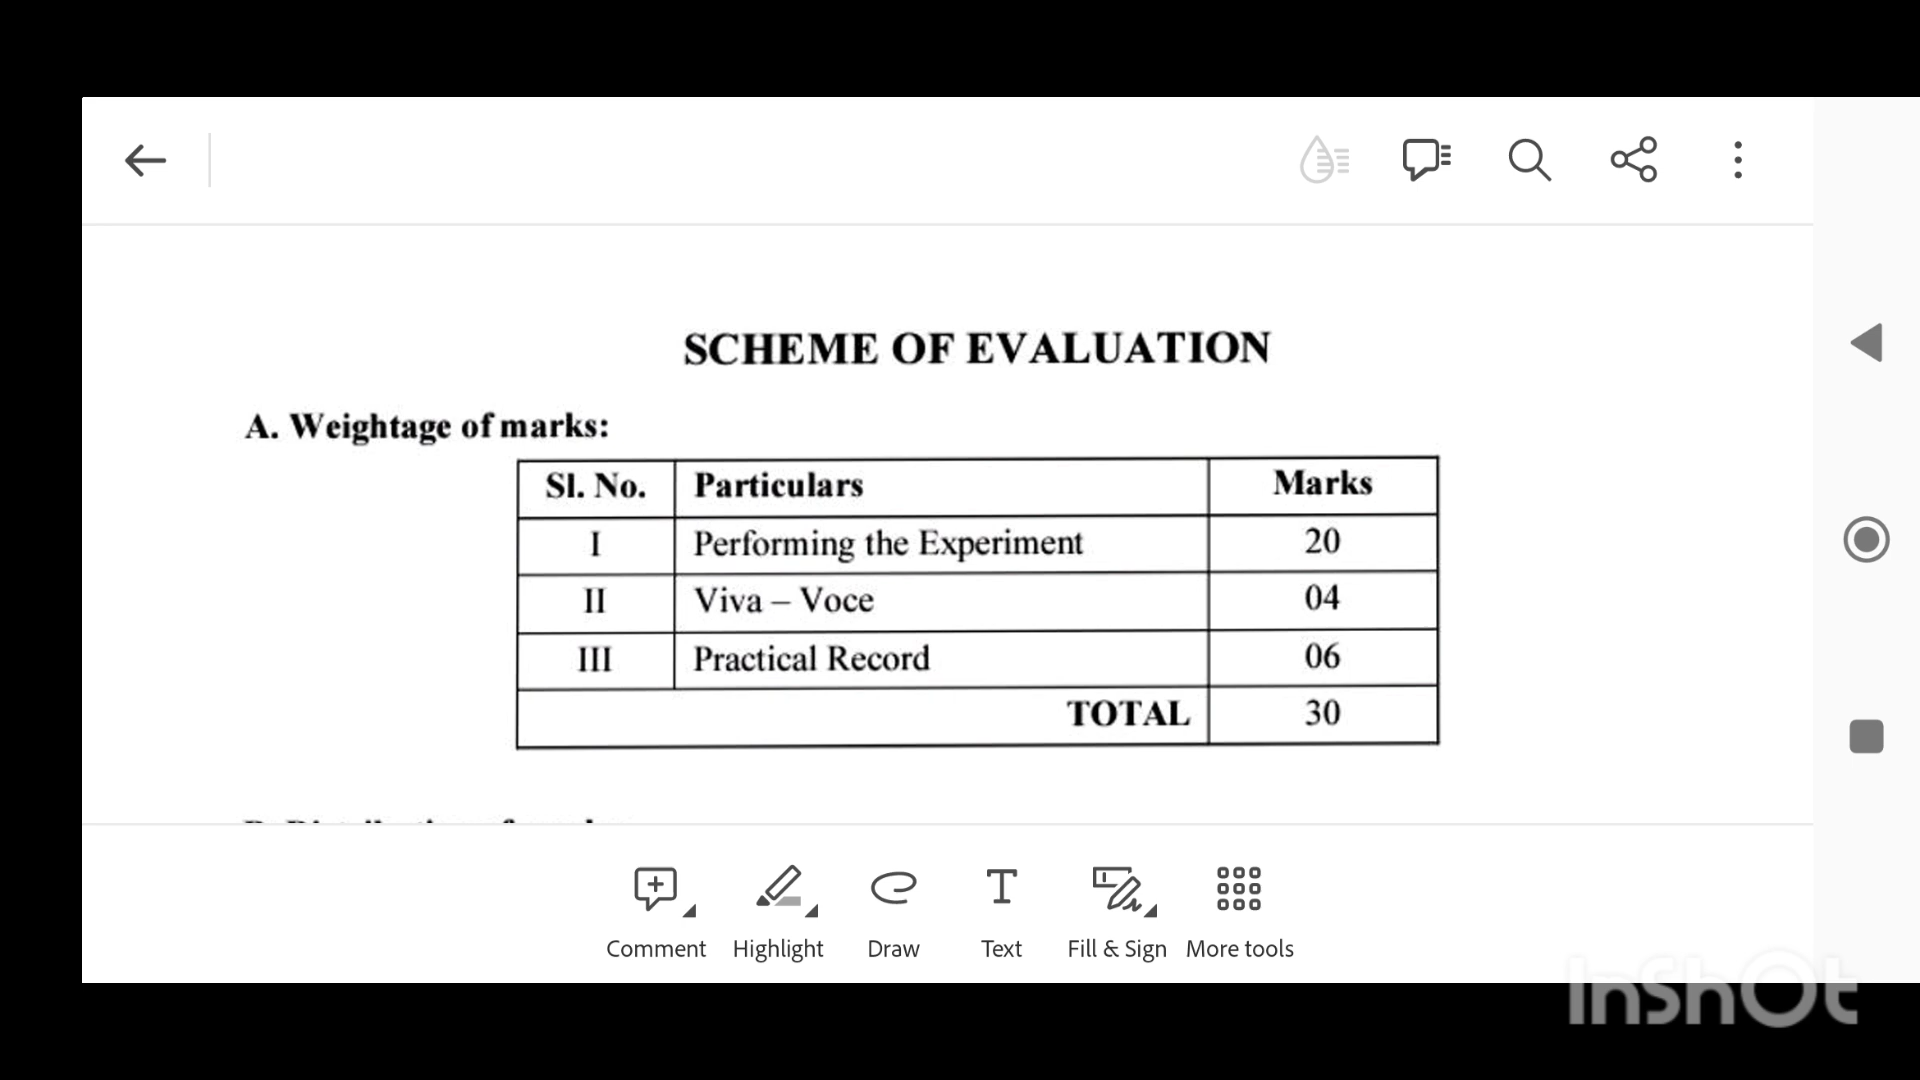 SCHEME OF EVALUATION
A. Weightage of marks:
Sl. No. Particulars Marks
I Performing the Experiment 20
II Viva – Voce 04
III Practical Record 06
TOTAL 30
Comment Highlight Draw Text Fill & Sign More tools
InShOt